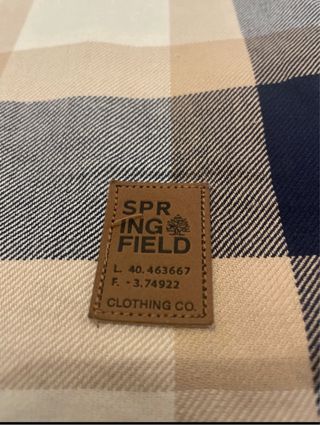 SPR
ING
FIELD
L. 40.463667
F. -3.74922
CLOTHING CO.